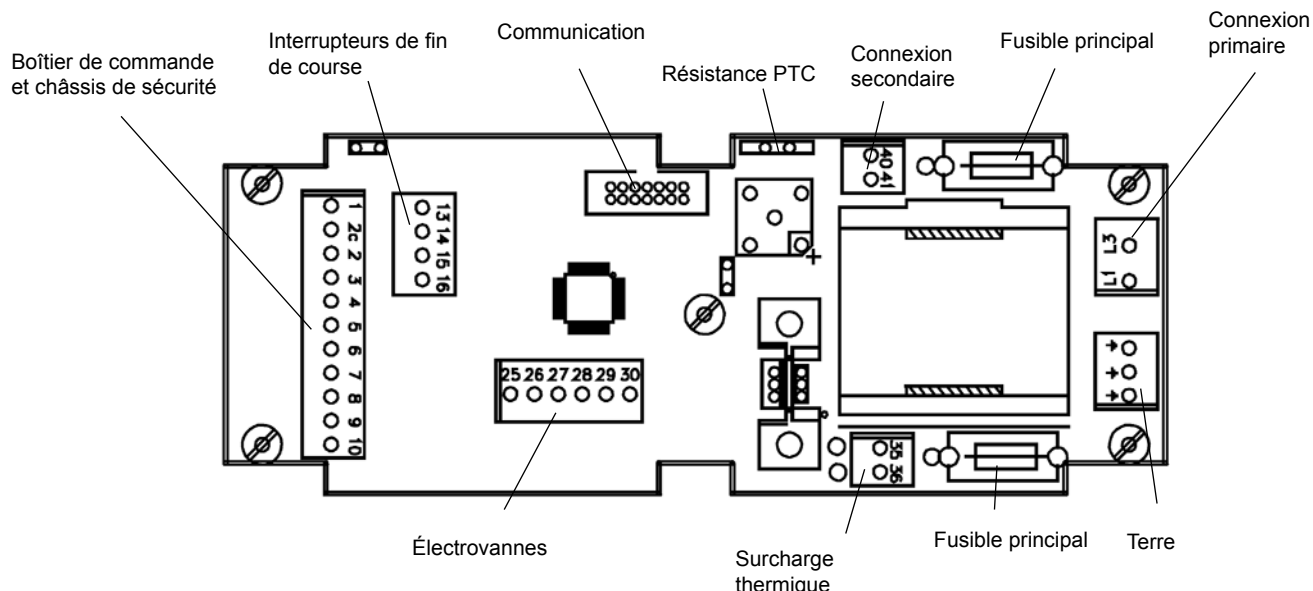 Boîtier de commande
et châssis de sécurité
Interrupteurs de fin
de course
Communication
Résistance PTC
Connexion
secondaire
Fusible principal
Connexion
primaire
1
2c
2
3
4
5
6
7
8
9
10
13
14
15
16
25 26 27 28 29 30
40
41
+
L3
L1
35
36
Électrovannes
Surcharge
thermique
Fusible principal
Terre